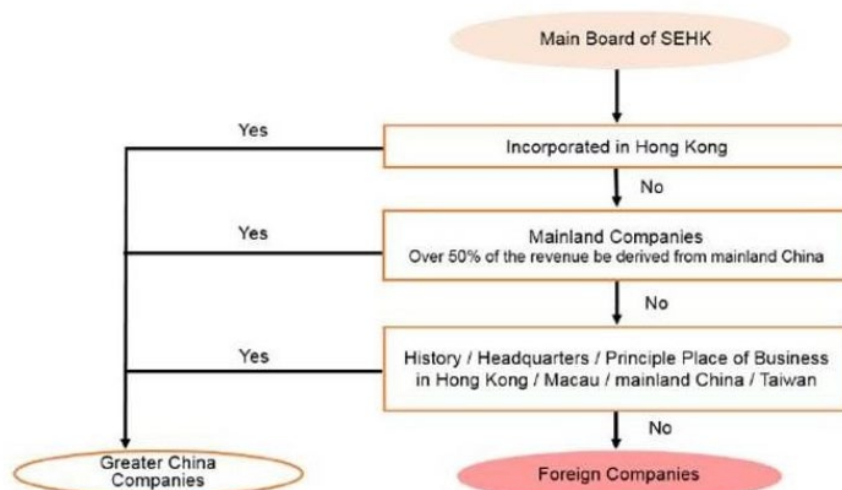 Main Board of SEHK
Yes
Incorporated in Hong Kong
No
Yes
Mainland Companies
Over 50% of the revenue be derived from mainland China
No
Yes
History / Headquarters / Principle Place of Business
in Hong Kong / Macau / mainland China / Taiwan
No
Greater China
Companies
Foreign Companies